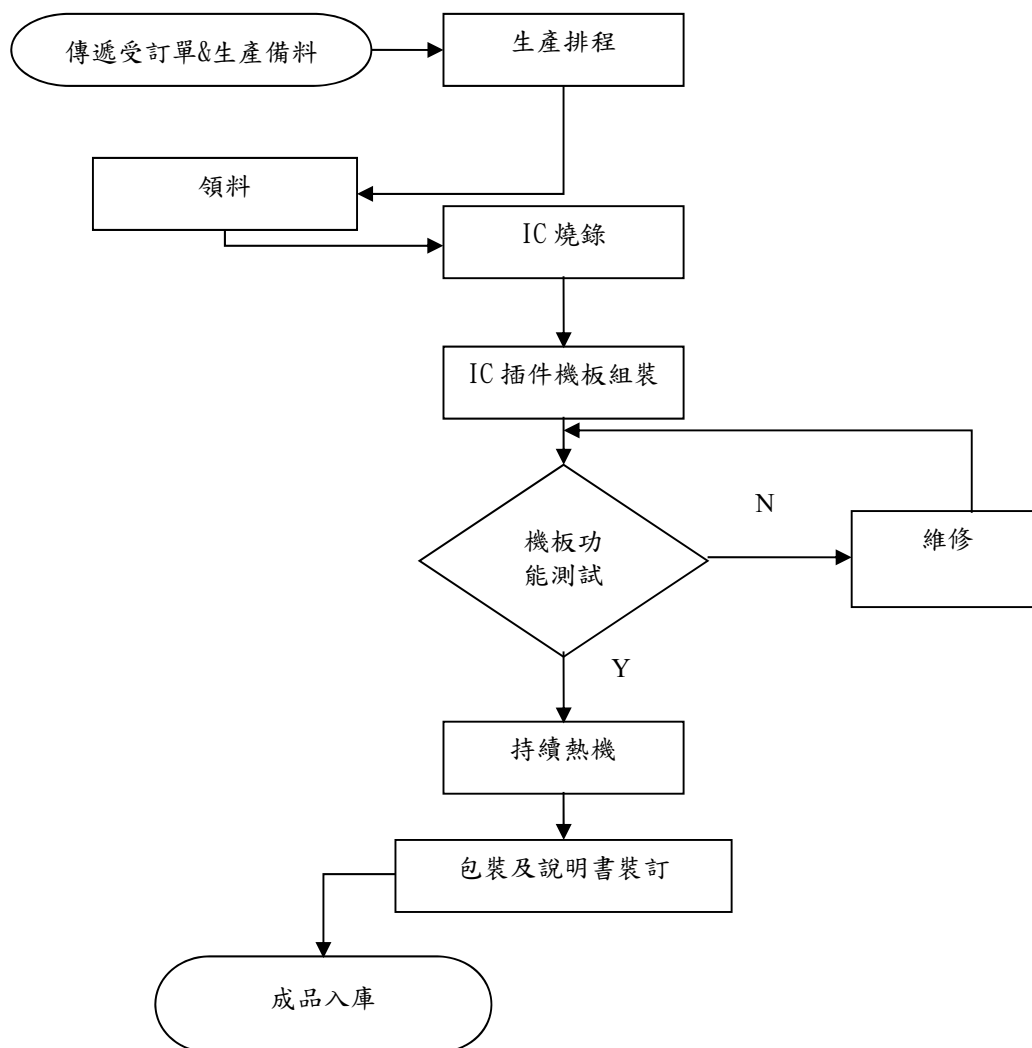 傳遞受訂單&生產備料
生產排程
領料
IC 燒錄
IC 插件機板組裝
機板功
能測試
N
維修
Y
持續熱機
包裝及說明書裝訂
成品入庫